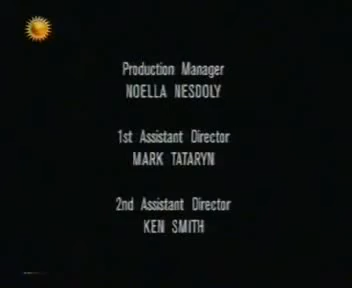 Production Manager
NOELLA NESDOLY
1st Assistant Director
MARK TATARYN
2nd Assistant Director
KEN SMITH